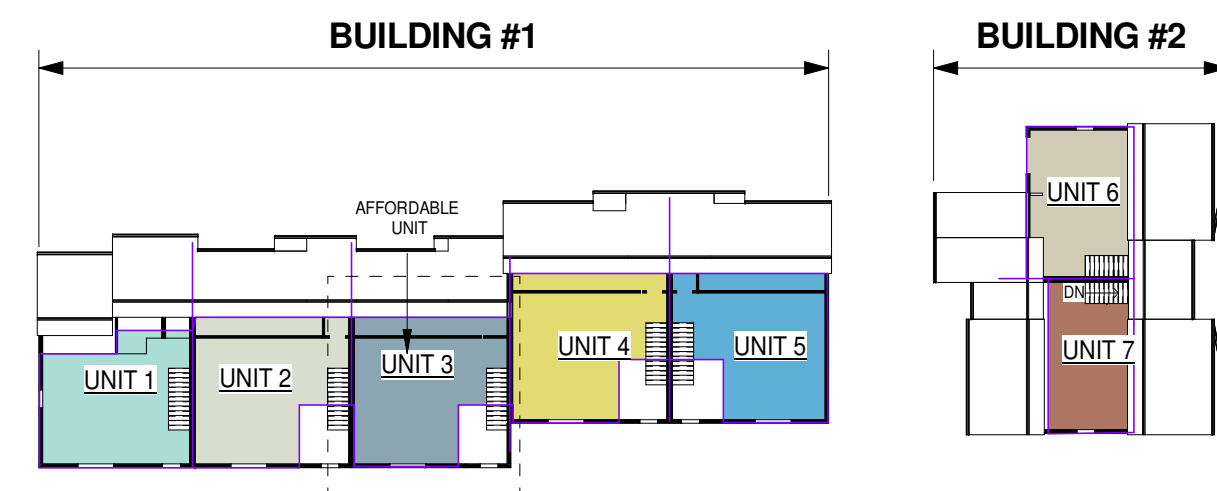 BUILDING #1
BUILDING #2
AFFORDABLE
UNIT
UNIT 1
UNIT 2
UNIT 3
UNIT 4
UNIT 5
UNIT 6
DN
UNIT 7